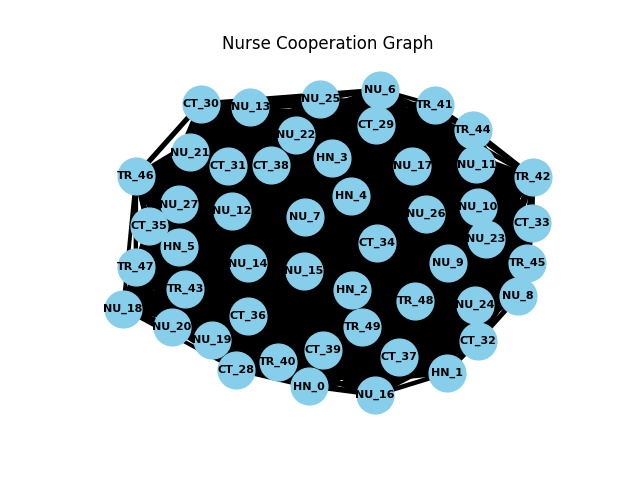 Nurse Cooperation Graph
NU_6
NU_25
CT_30
NU_13
TR_41
CT_29
TR_44
NU_22
NU_21
HN_3
CT_31
CT_38
NU_17
NU_11
TR_46
TR_42
HN_4
NU_27
NU_12
NU_10
NU_26
NU_7
CT_33
CT_35
NU_23
CT_34
HN_5
NU_14
NU_9
TR_45
TR_47
NU_15
TR_43
HN_2
NU_8
TR_48
NU_24
NU_18
CT_36
NU_20
TR_49
NU_19
CT_32
CT_39
CT_37
TR_40
CT_28
HN_1
HN_0
NU_16